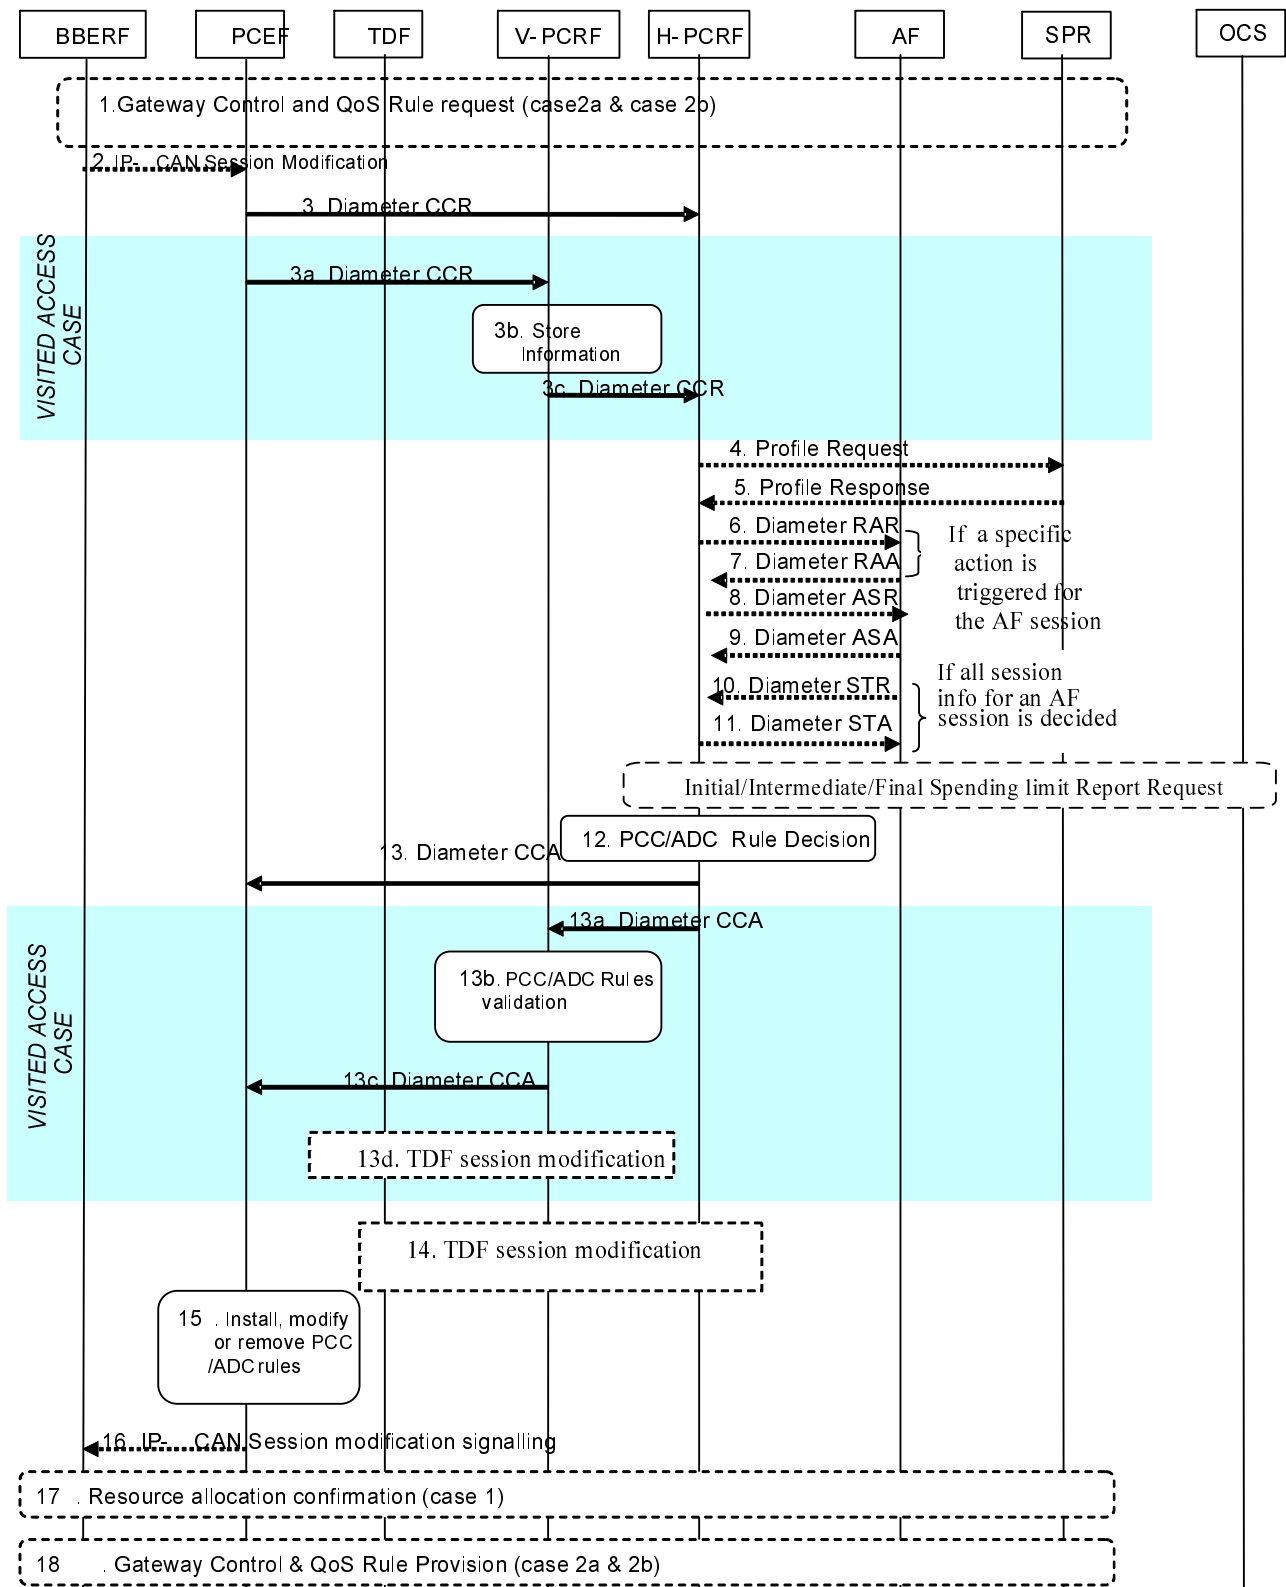 BBERF
PCEF
TDF
V- PCRF
H- PCRF
AF
SPR
OCS
1.Gateway Control and QoS Rule request (case2a & case 2b)
2. IP- CAN Session Modification
3. Diameter CCR
VISITED ACCESS
CASE
3a. Diameter CCR
3b. Store
Information
3c. Diameter CCR
4. Profile Request
5. Profile Response
6. Diameter RAR
7. Diameter RAA
8. Diameter ASR
9. Diameter ASA
If a specific
action is
triggered for
the AF session
10. Diameter STR
11. Diameter STA
If all session
info for an AF
session is decided
Initial/Intermediate/Final Spending limit Report Request
12. PCC/ADC Rule Decision
13. Diameter CCA
VISITED ACCESS
CASE
13a. Diameter CCA
13b. PCC/ADC Rules
validation
13c. Diameter CCA
13d. TDF session modification
14. TDF session modification
15 . Install, modify
or remove PCC
/ADC rules
16. IP- CAN Session modification signalling
17 . Resource allocation confirmation (case 1)
18 . Gateway Control & QoS Rule Provision (case 2a & 2b)